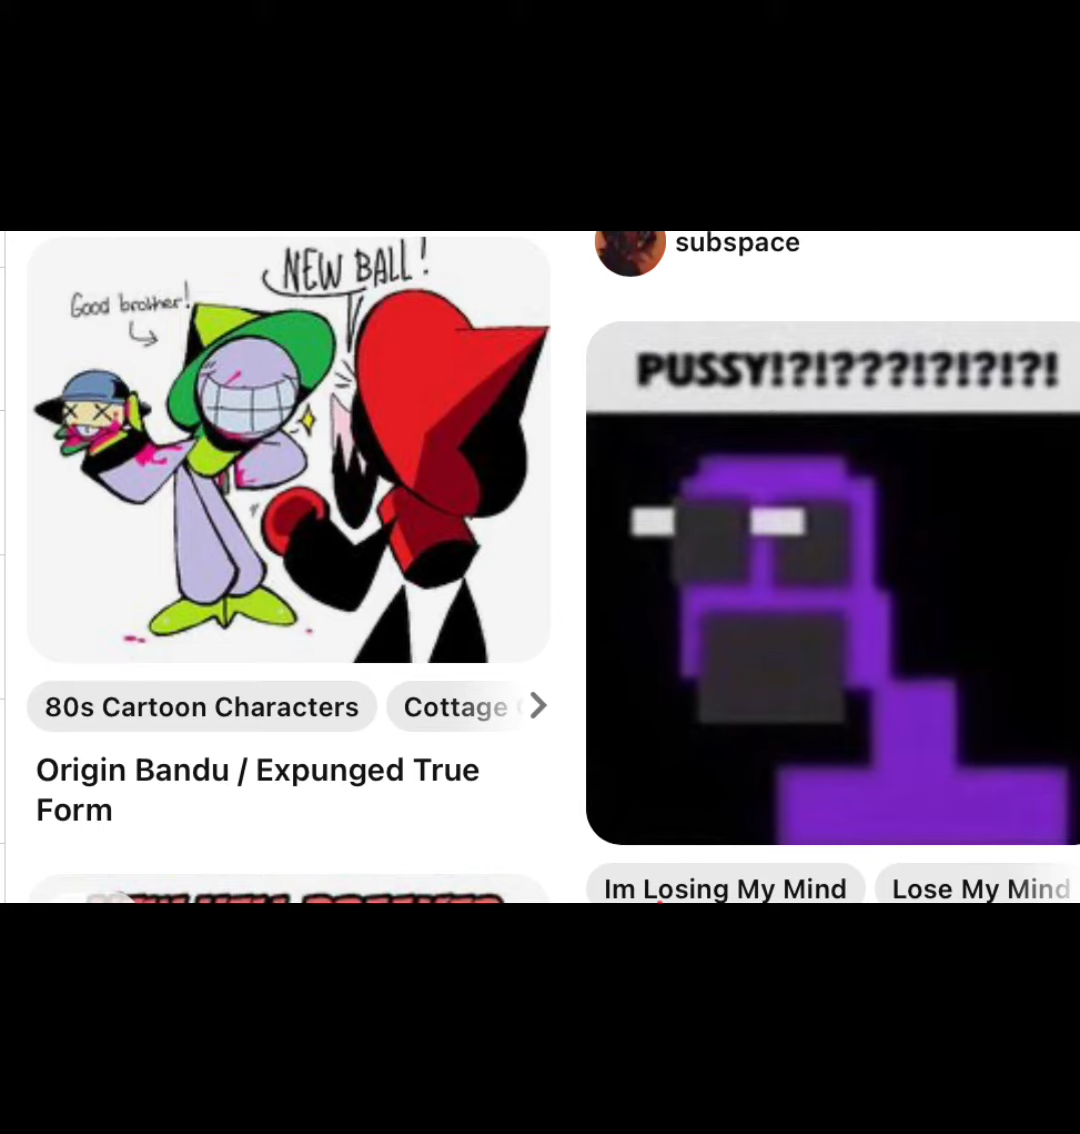 NEW BALL!
Good brother!
80s Cartoon Characters
Cottage
Origin Bandu / Expunged True
Form
subspace
PUSSY!?!???!?!?!?!
Im Losing My Mind
Lose My Mind